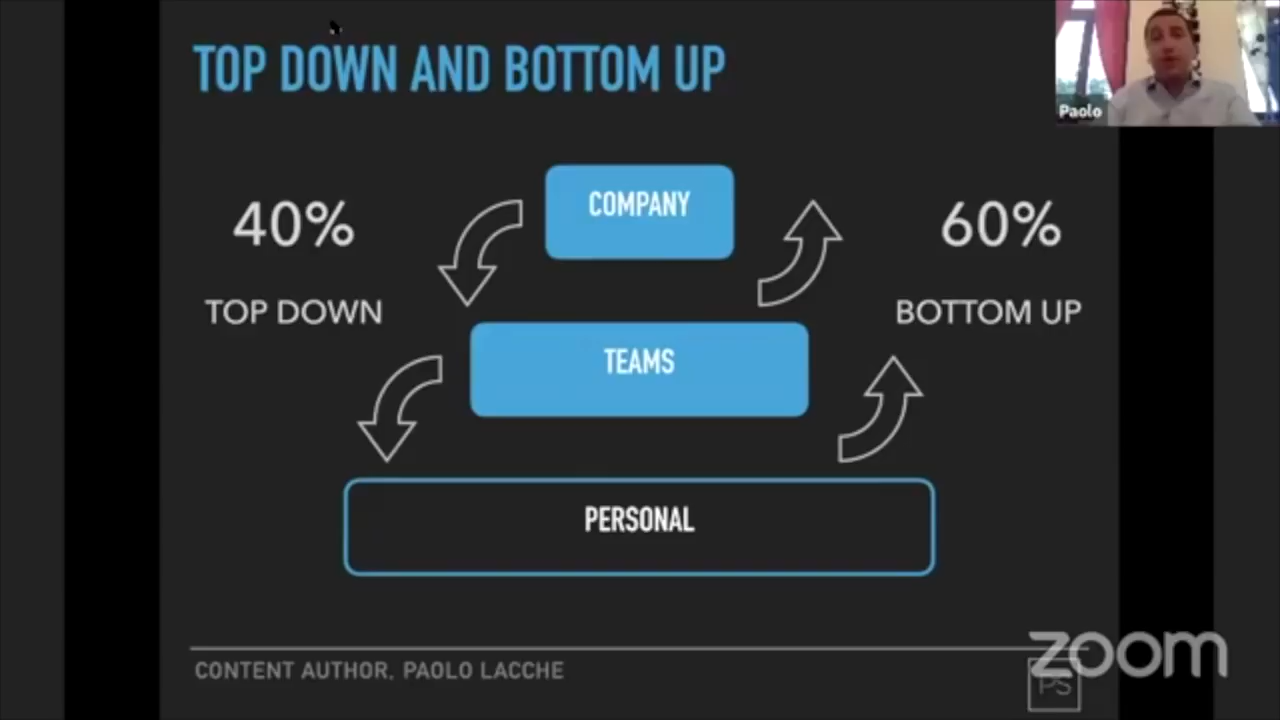 TOP DOWN AND BOTTOM UP
Paolo
COMPANY
40%
60%
TOP DOWN
BOTTOM UP
TEAMS
PERSONAL
CONTENT AUTHOR, PAOLO LACCHE
zoom
PS